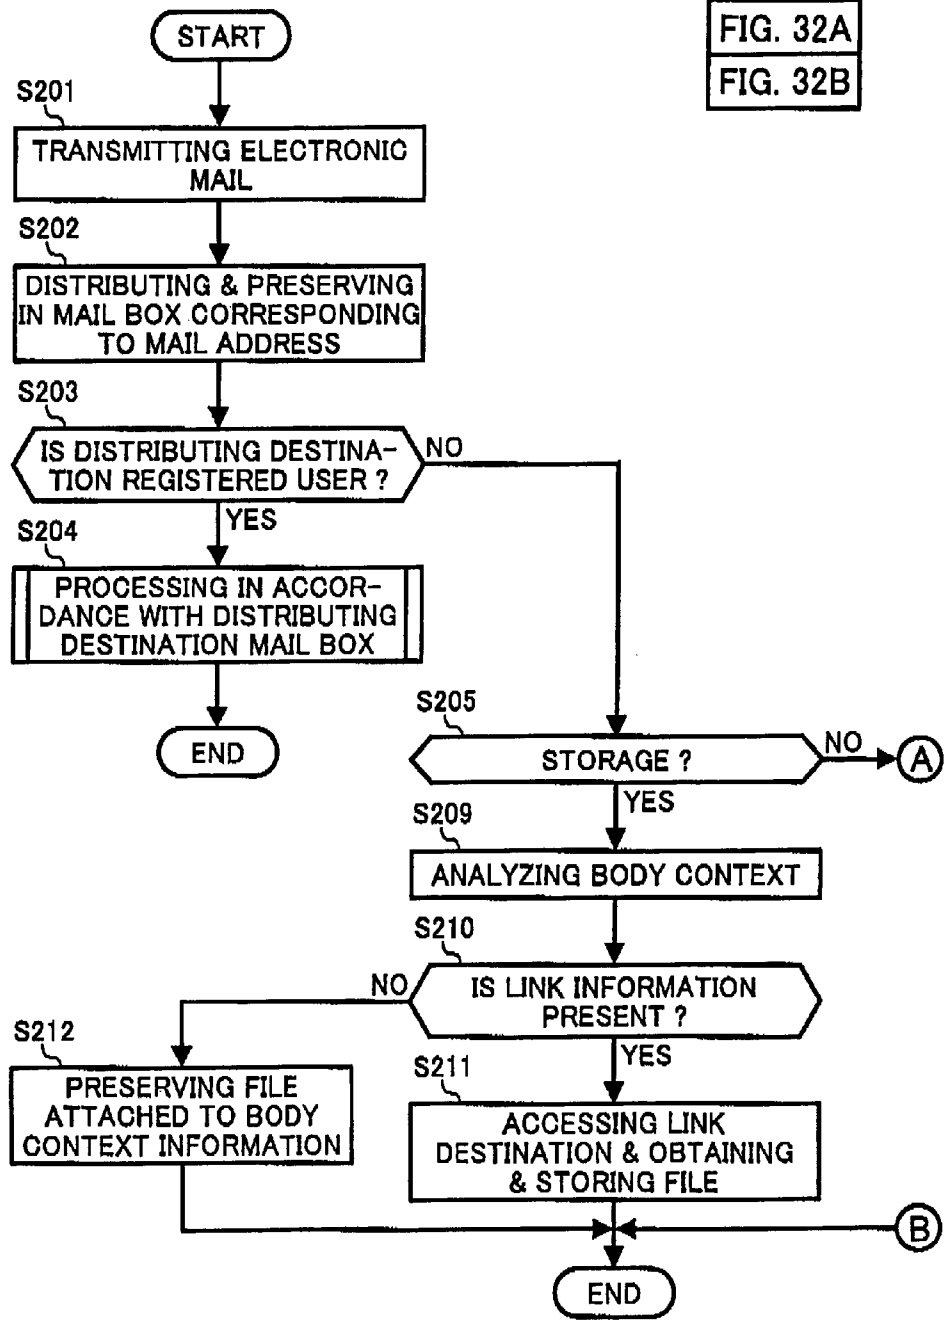 START
FIG. 32A
FIG. 32B
S201
TRANSMITTING ELECTRONIC
MAIL
S202
DISTRIBUTING & PRESERVING
IN MAIL BOX CORRESPONDING
TO MAIL ADDRESS
S203
IS DISTRIBUTING DESTINA-
TION REGISTERED USER ?
NO
YES
S204
PROCESSING IN ACCOR-
DANCE WITH DISTRIBUTING
DESTINATION MAIL BOX
END
S205
STORAGE ?
NO
A
YES
S209
ANALYZING BODY CONTEXT
S210
IS LINK INFORMATION
PRESENT ?
NO
YES
S212
PRESERVING FILE
ATTACHED TO BODY
CONTEXT INFORMATION
S211
ACCESSING LINK
DESTINATION & OBTAINING
& STORING FILE
B
END